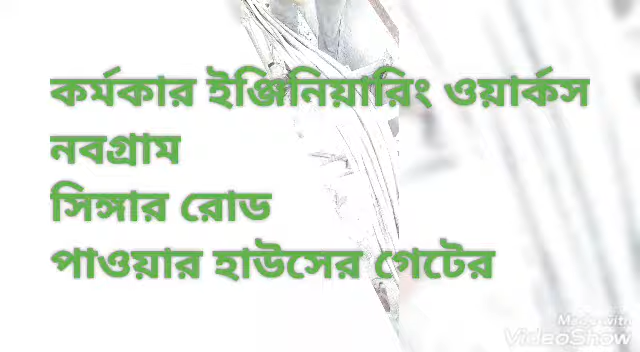 কর্মকার ইঞ্জিনিয়ারিং ওয়ার্কস
নবগ্রাম
সিঙ্গার রোড
পাওয়ার হাউসের গেটের
Made with
VideoShow